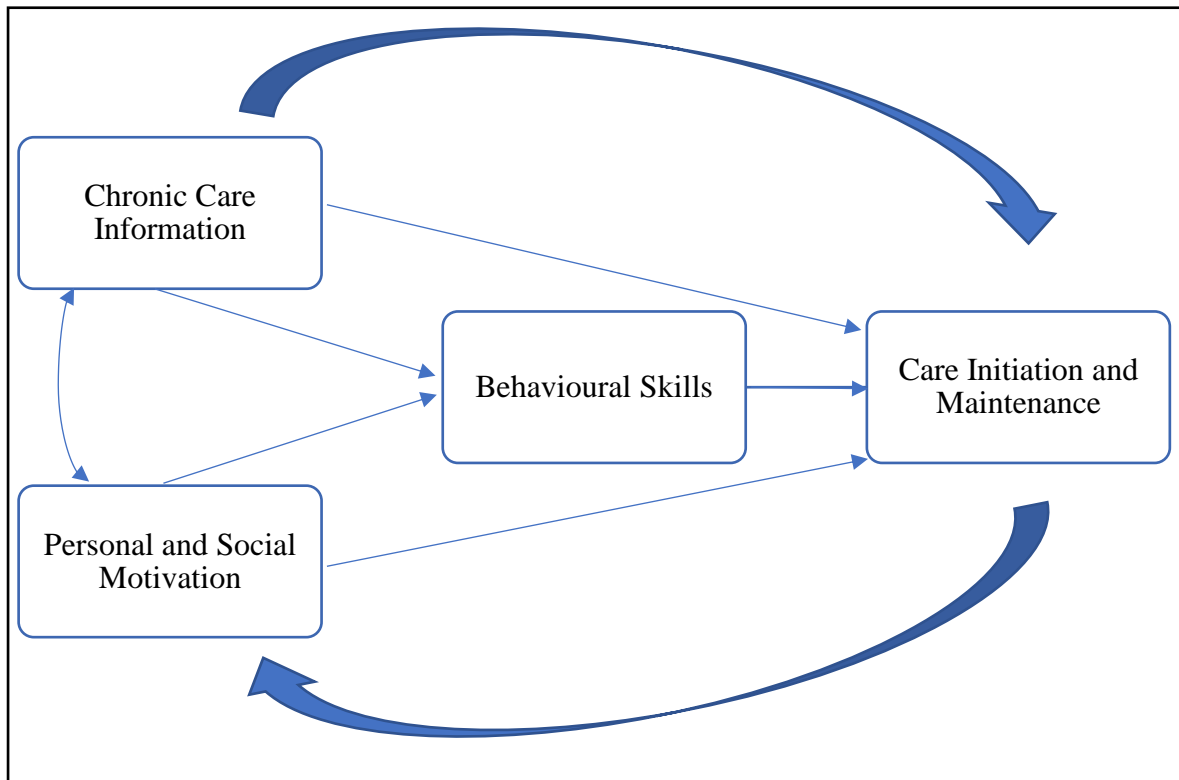 Chronic Care
Information
Behavioural Skills
Care Initiation and
Maintenance
Personal and Social
Motivation